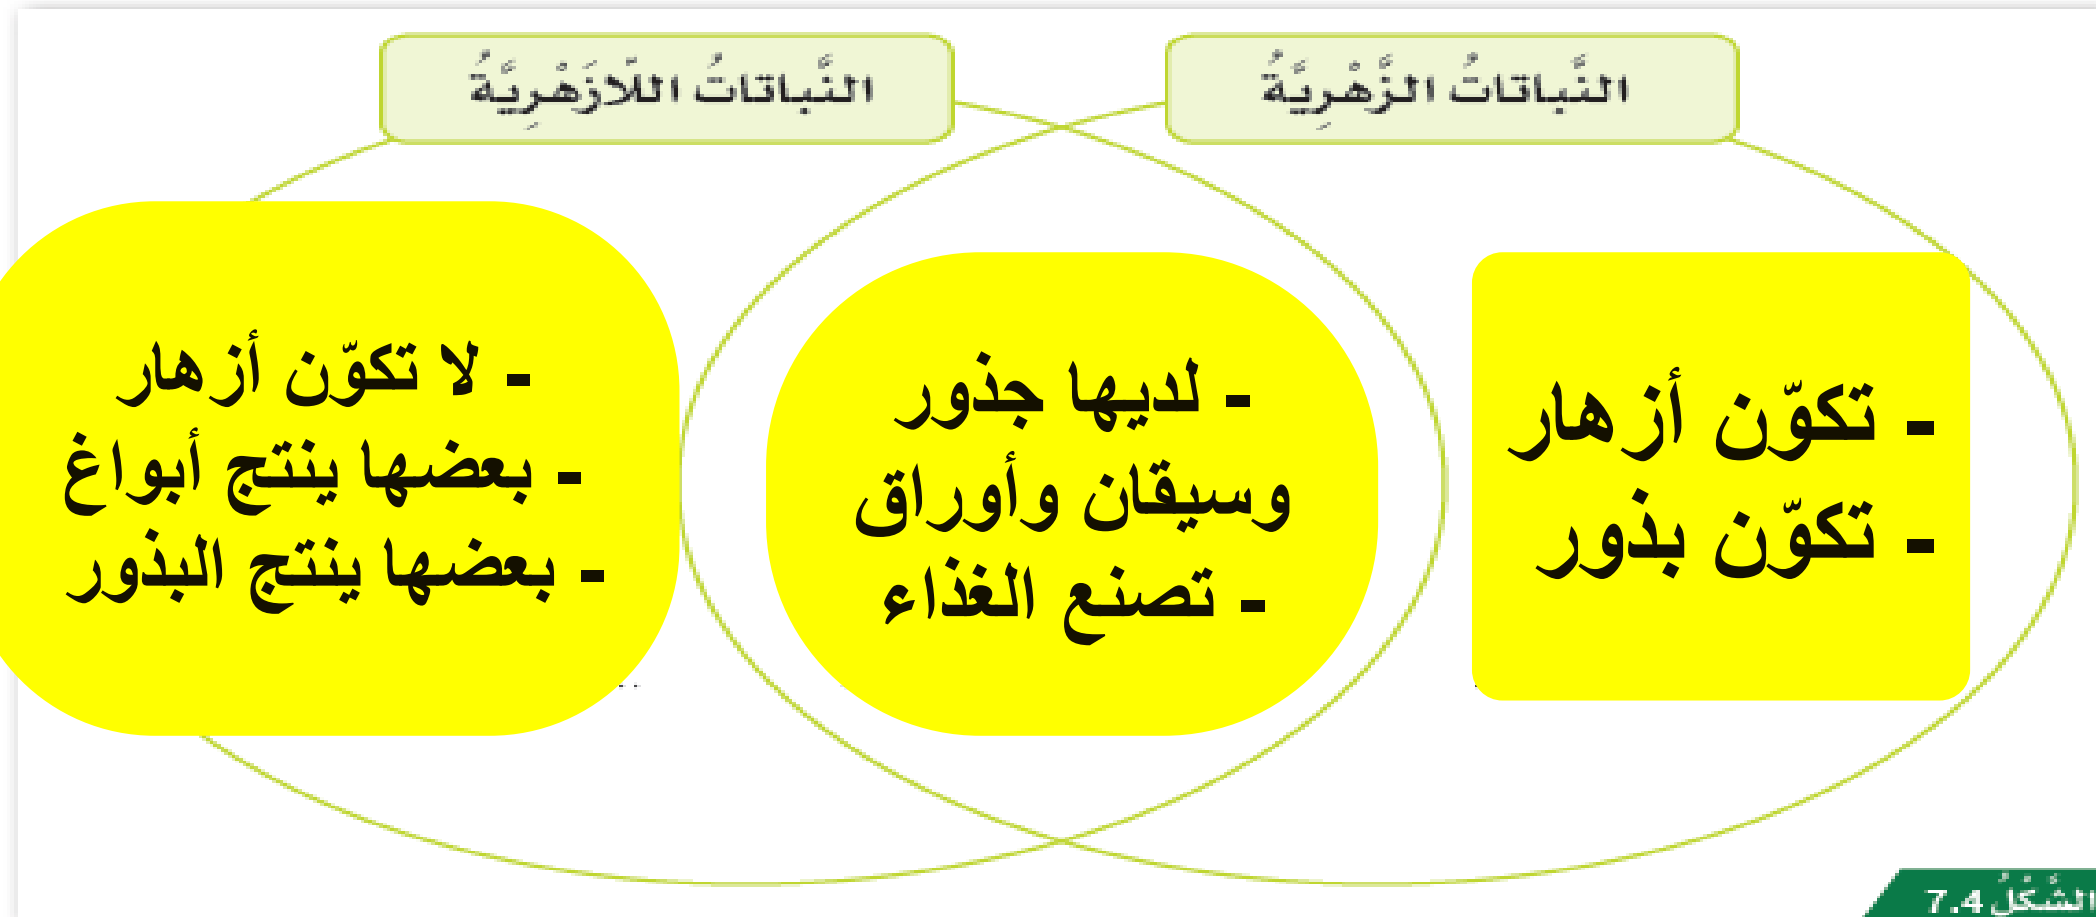 النَّباتاتُ الزَّهْرِيَّةُ
النَّباتاتُ اللّازَهْرِيَّةُ
- تكوّن أزهار
- تكوّن بذور
- لديها جذور
وسيقان وأوراق
- تصنع الغذاء
- لا تكوّن أزهار
- بعضها ينتج أبواغ
- بعضها ينتج البذور
الشَّكْلُ 7.4